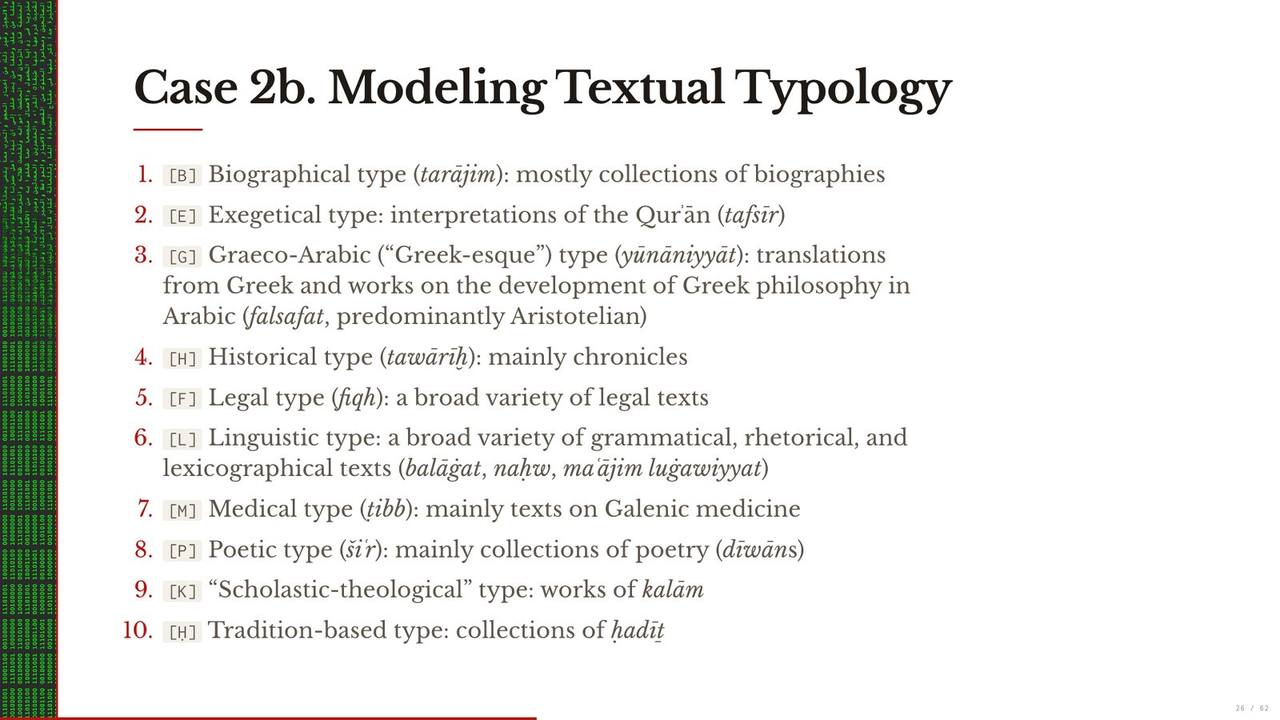 Case 2b. Modeling Textual Typology
1. [B] Biographical type (tarājim): mostly collections of biographies
2. [E] Exegetical type: interpretations of the Qurʾān (tafsīr)
3. [G] Graeco-Arabic (“Greek-esque”) type (yūnāniyyāt): translations
from Greek and works on the development of Greek philosophy in
Arabic (falsafaŧ, predominantly Aristotelian)
4. [H] Historical type (tawārīḫ): mainly chronicles
5. [F] Legal type (fiqh): a broad variety of legal texts
6. [L] Linguistic type: a broad variety of grammatical, rhetorical, and
lexicographical texts (balāġaŧ, naḥw, maʿājim luġawiyyaŧ)
7. [M] Medical type (ṭibb): mainly texts on Galenic medicine
8. [P] Poetic type (šiʿr): mainly collections of poetry (dīwāns)
9. [K] “Scholastic-theological” type: works of kalām
10. [Ḥ] Tradition-based type: collections of ḥadīṯ
26 / 62